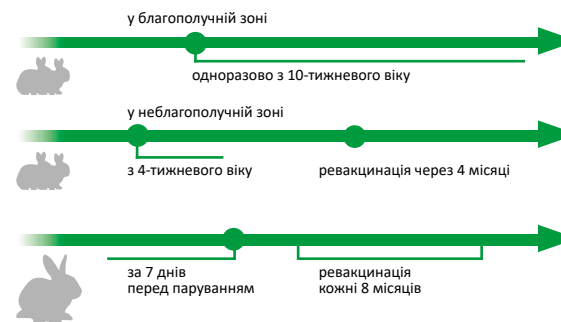 у благополучній зоні
одноразово з 10-тижневого віку
у неблагополучній зоні
з 4-тижневого віку
ревакцинація через 4 місяці
за 7 днів
перед паруванням
ревакцинація
кожні 8 місяців